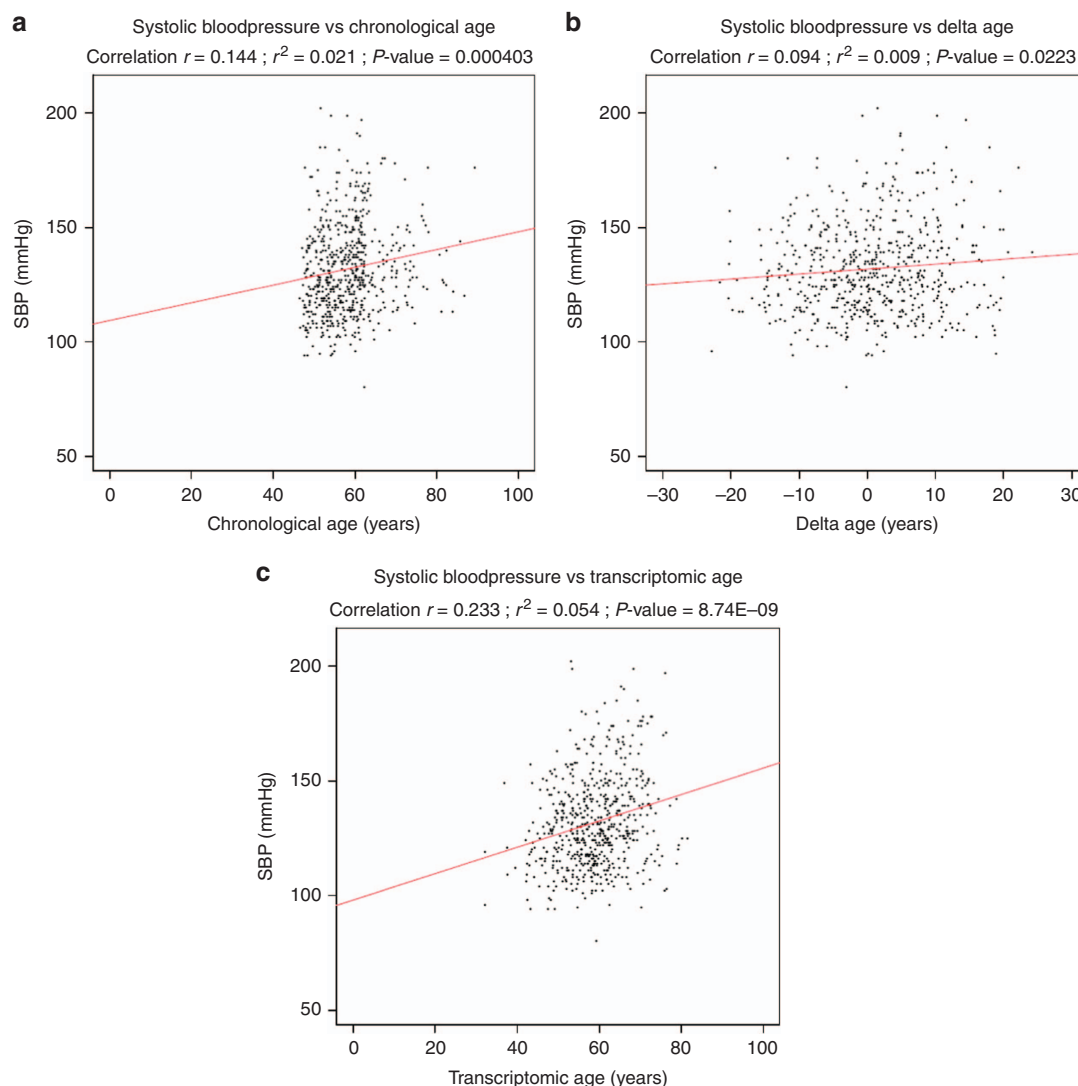 a
Systolic bloodpressure vs chronological age
Correlation r = 0.144 ; r² = 0.021 ; P-value = 0.000403
200
150
100
50
SBP (mmHg)
0 20 40 60 80 100
Chronological age (years)
b
Systolic bloodpressure vs delta age
Correlation r = 0.094 ; r² = 0.009 ; P-value = 0.0223
200
150
100
50
SBP (mmHg)
−30 −20 −10 0 10 20 30
Delta age (years)
c
Systolic bloodpressure vs transcriptomic age
Correlation r = 0.233 ; r² = 0.054 ; P-value = 8.74E–09
200
150
100
50
SBP (mmHg)
0 20 40 60 80 100
Transcriptomic age (years)